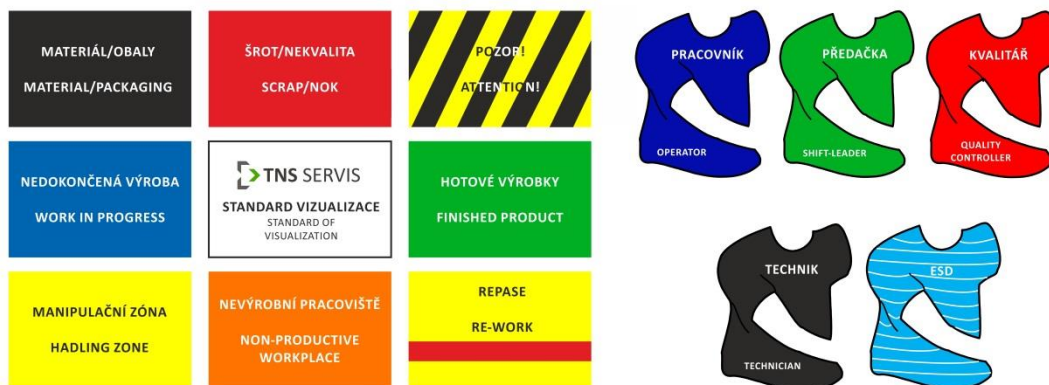 MATERIÁL/OBALY
MATERIAL/PACKAGING
ŠROT/NEKVALITA
SCRAP/NOK
POZOR!
ATTENTION!
NEDOKONČENÁ VÝROBA
WORK IN PROGRESS
TNS SERVIS
STANDARD VIZUALIZACE
STANDARD OF
VISUALIZATION
HOTOVÉ VÝROBKY
FINISHED PRODUCT
MANIPULAČNÍ ZÓNA
HADLING ZONE
NEVÝROBNÍ PRACOVIŠTĚ
NON-PRODUCTIVE
WORKPLACE
REPASE
RE-WORK
PRACOVNÍK
OPERATOR
PŘEDAČKA
SHIFT-LEADER
KVALITÁŘ
QUALITY
CONTROLLER
TECHNIK
TECHNICIAN
ESD